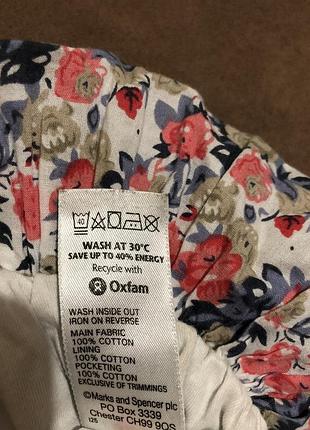 40
WASH AT 30°C
SAVE UP TO 40% ENERGY
Recycle with
Oxfam
WASH INSIDE OUT
IRON ON REVERSE
MAIN FABRIC
100% COTTON
LINING
100% COTTON
POCKETING
100% COTTON
EXCLUSIVE OF TRIMMINGS
©Marks and Spencer plc
PO Box 3339
Chester CH99 9QS